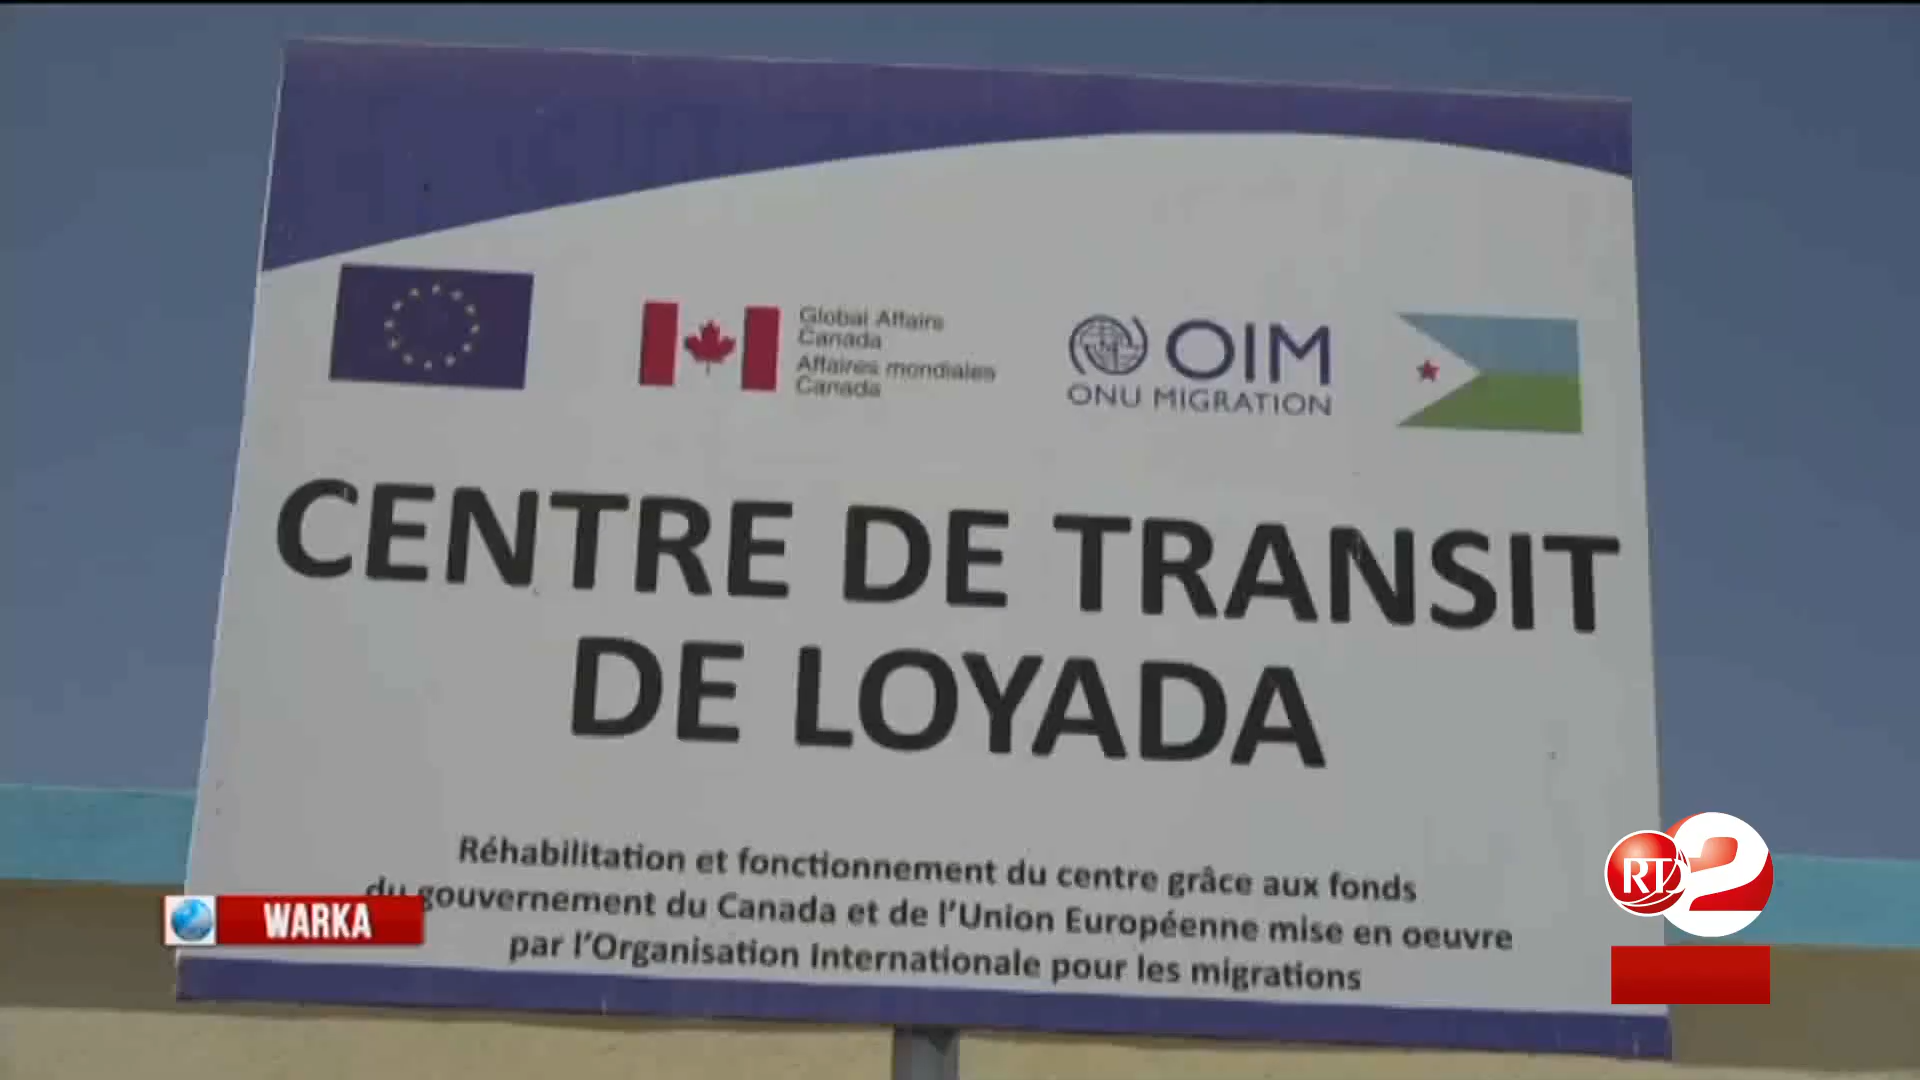 Global Affairs
Canada
Affaires mondiales
Canada
OIM
ONU MIGRATION
CENTRE DE TRANSIT
DE LOYADA
Réhabilitation et fonctionnement du centre grâce aux fonds
du gouvernement du Canada et de l'Union Européenne mise en oeuvre
par l'Organisation Internationale pour les migrations
WARKA
RT
2